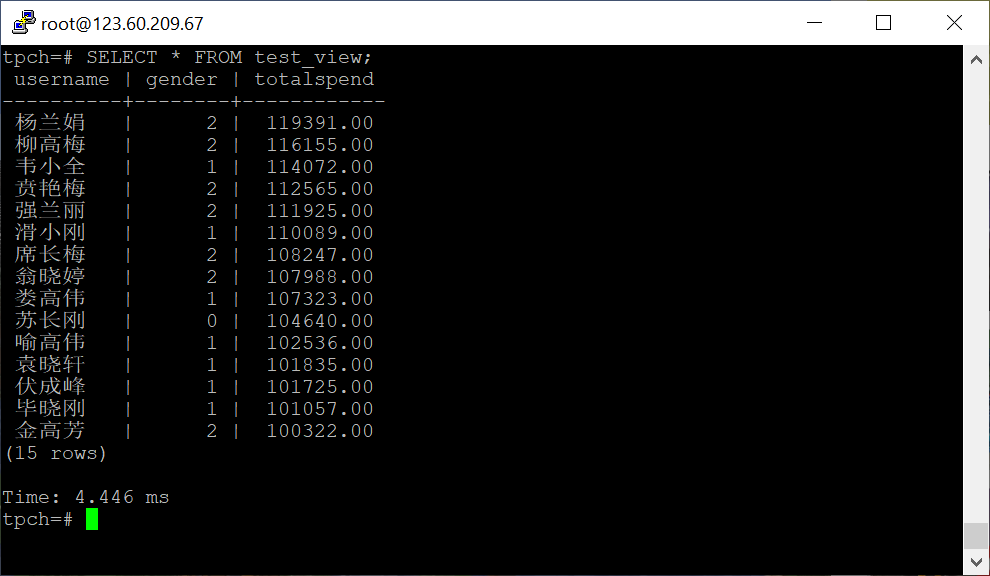 root@123.60.209.67
tpch=# SELECT * FROM test_view;
 username | gender | totalspend
----------+--------+------------
 杨兰娟   |      2 |  119391.00
 柳高梅   |      2 |  116155.00
 韦小全   |      1 |  114072.00
 贲艳梅   |      2 |  112565.00
 强兰丽   |      2 |  111925.00
 滑小刚   |      1 |  110089.00
 席长梅   |      2 |  108247.00
 翁晓婷   |      2 |  107988.00
 娄高伟   |      1 |  107323.00
 苏长刚   |      0 |  104640.00
 喻高伟   |      1 |  102536.00
 袁晓轩   |      1 |  101835.00
 伏成峰   |      1 |  101725.00
 毕晓刚   |      1 |  101057.00
 金高芳   |      2 |  100322.00
(15 rows)
Time: 4.446 ms
tpch=#